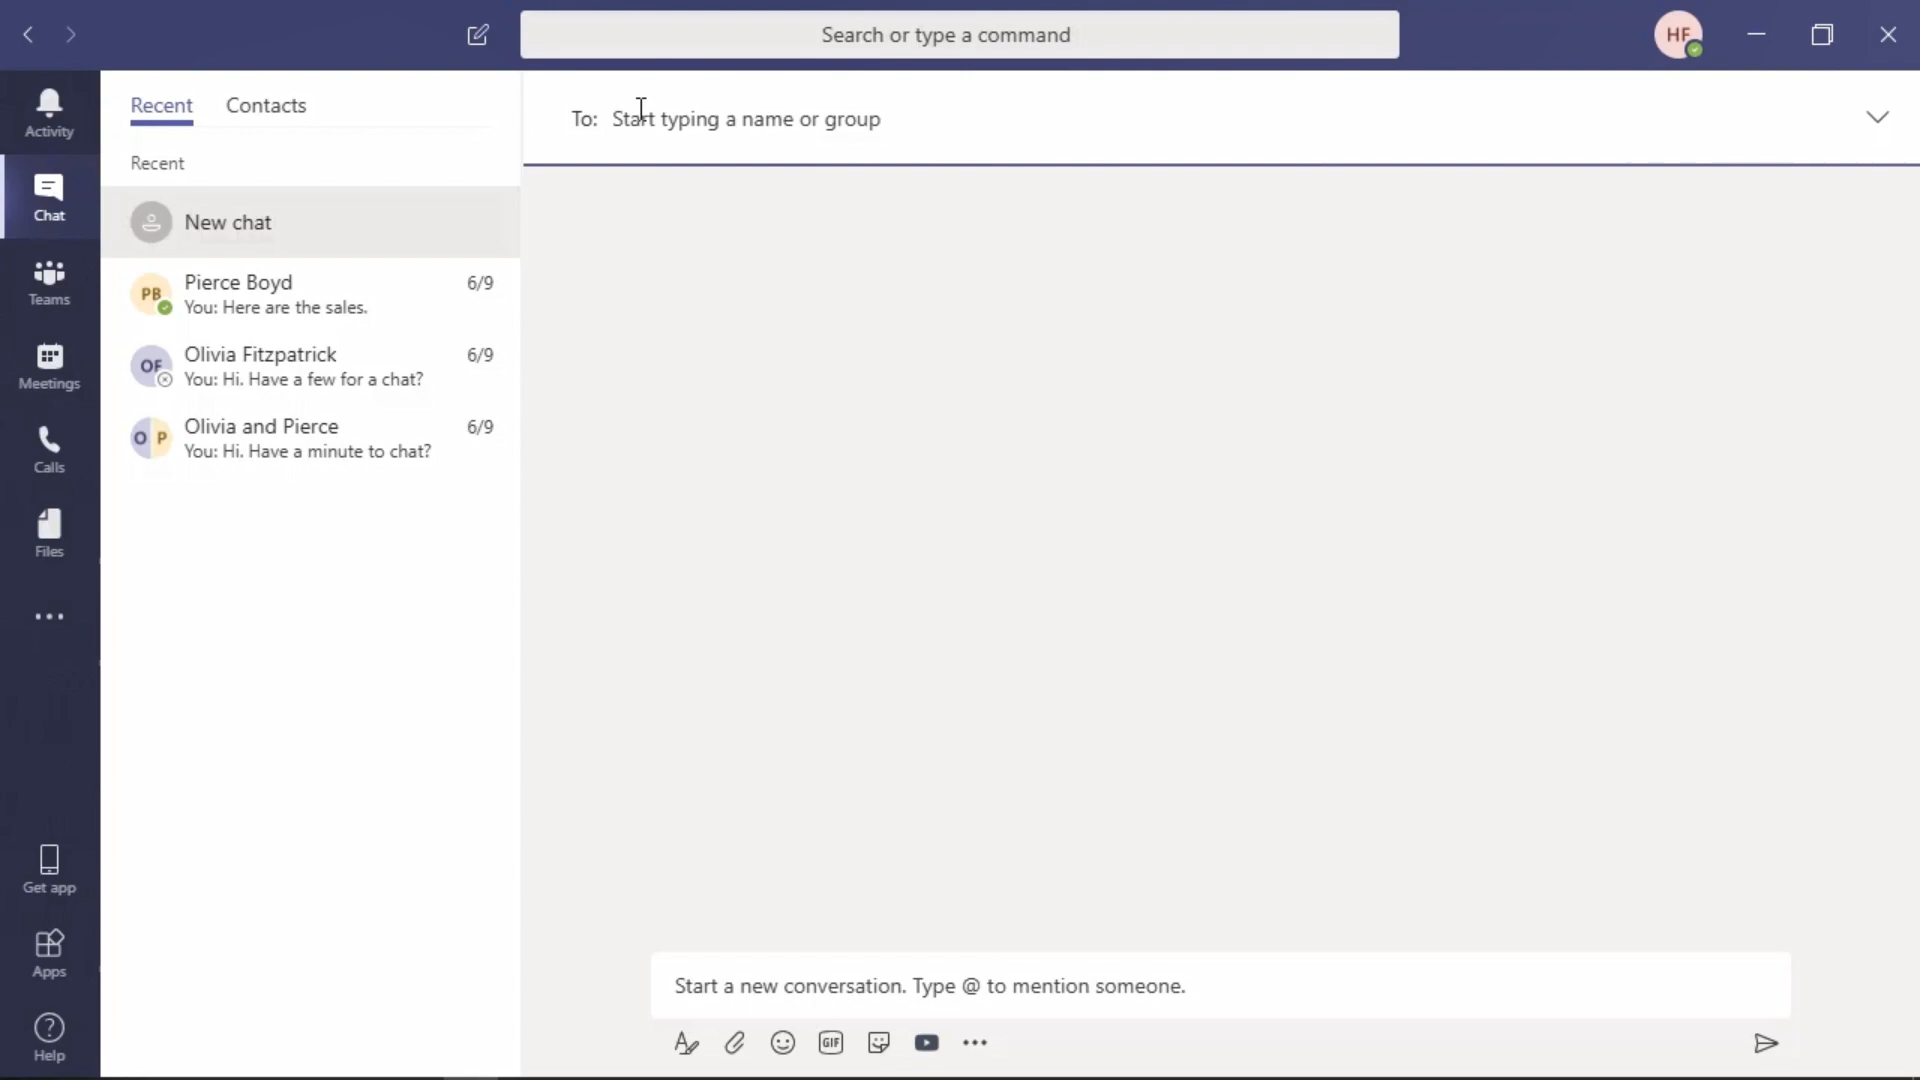 Search or type a command
HF
Activity
Chat
Teams
Meetings
Calls
Files
Get app
Apps
Help
Recent
Contacts
Recent
New chat
PB
Pierce Boyd
6/9
You: Here are the sales.
OF
Olivia Fitzpatrick
6/9
You: Hi. Have a few for a chat?
O P
Olivia and Pierce
6/9
You: Hi. Have a minute to chat?
To: Start typing a name or group
Start a new conversation. Type @ to mention someone.
GIF